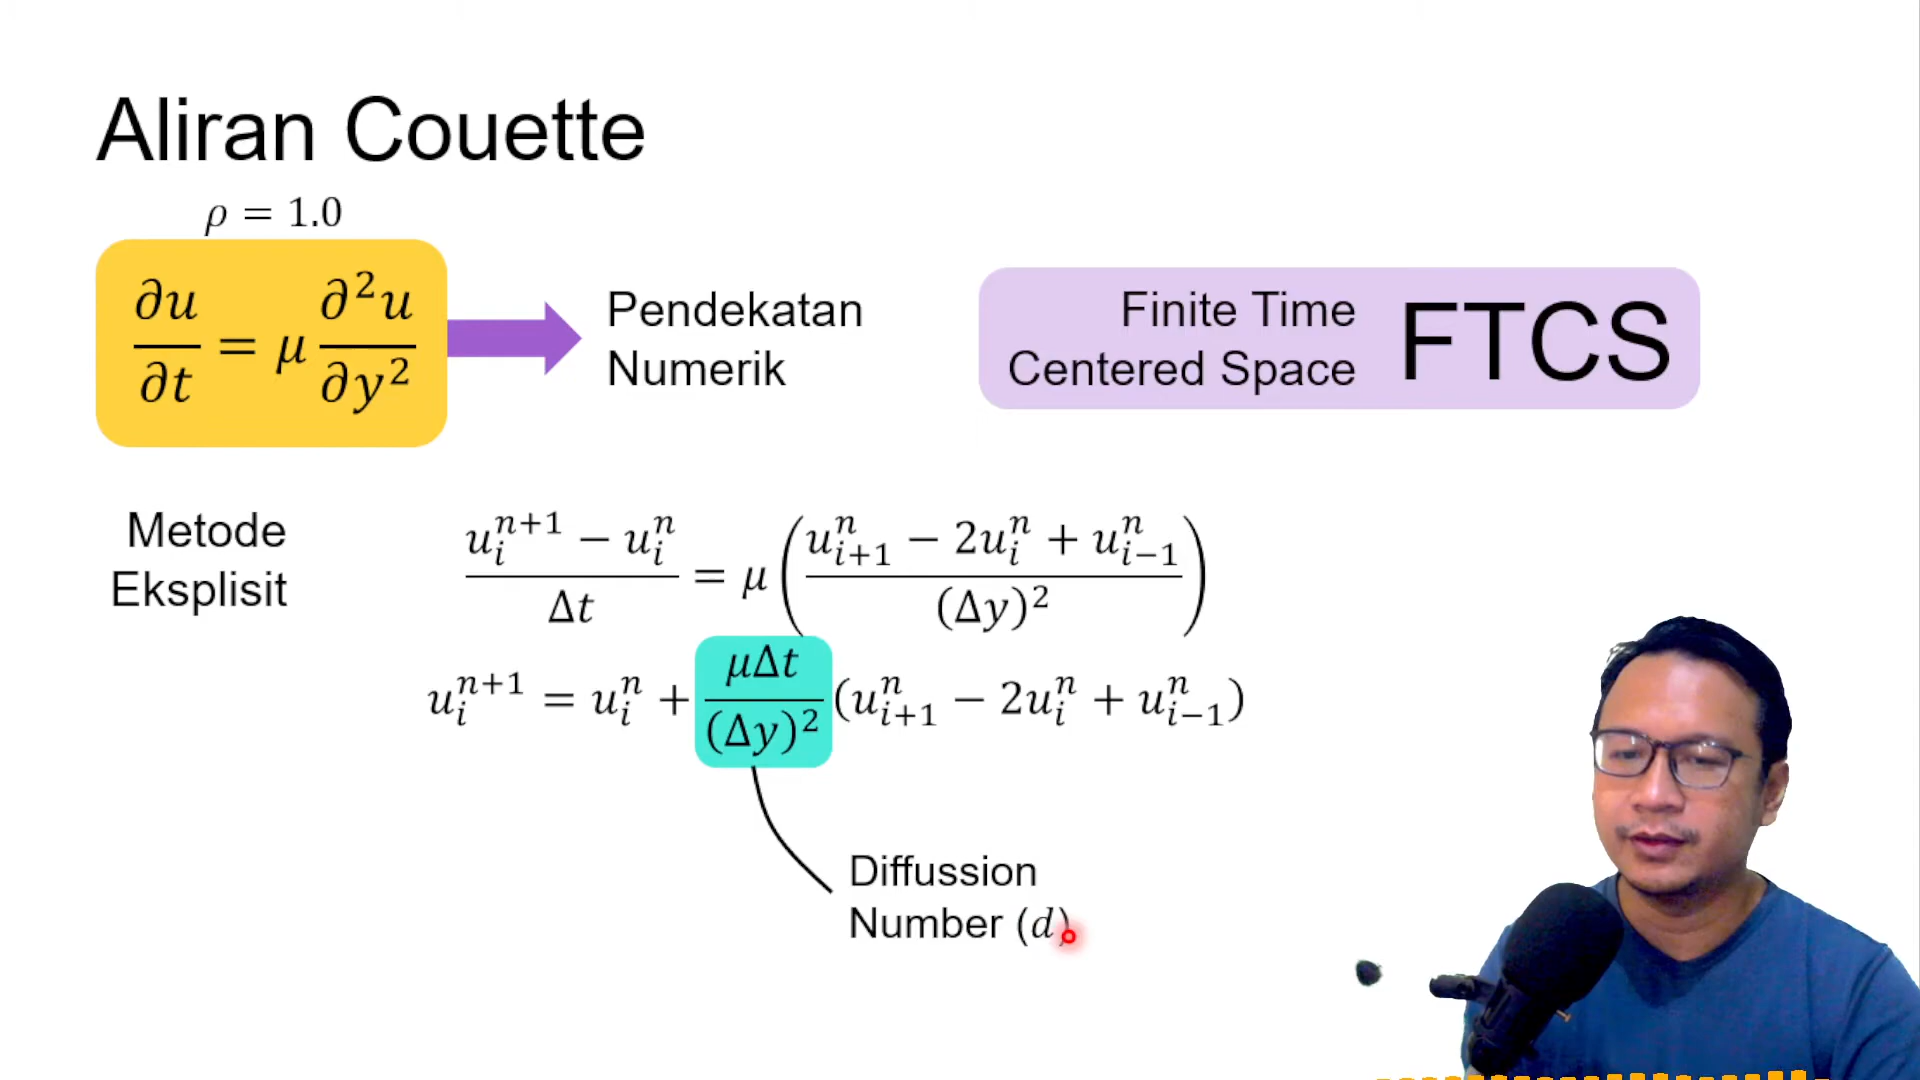 Aliran Couette
ρ = 1.0
∂u/∂t = μ ∂²u/∂y²
Pendekatan
Numerik
Finite Time
Centered Space
FTCS
Metode
Eksplisit
(u_i^{n+1} − u_i^n)/Δt = μ((u_{i+1}^n − 2u_i^n + u_{i−1}^n)/(Δy)²)
u_i^{n+1} = u_i^n + μΔt/(Δy)² (u_{i+1}^n − 2u_i^n + u_{i−1}^n)
Diffussion
Number (d)